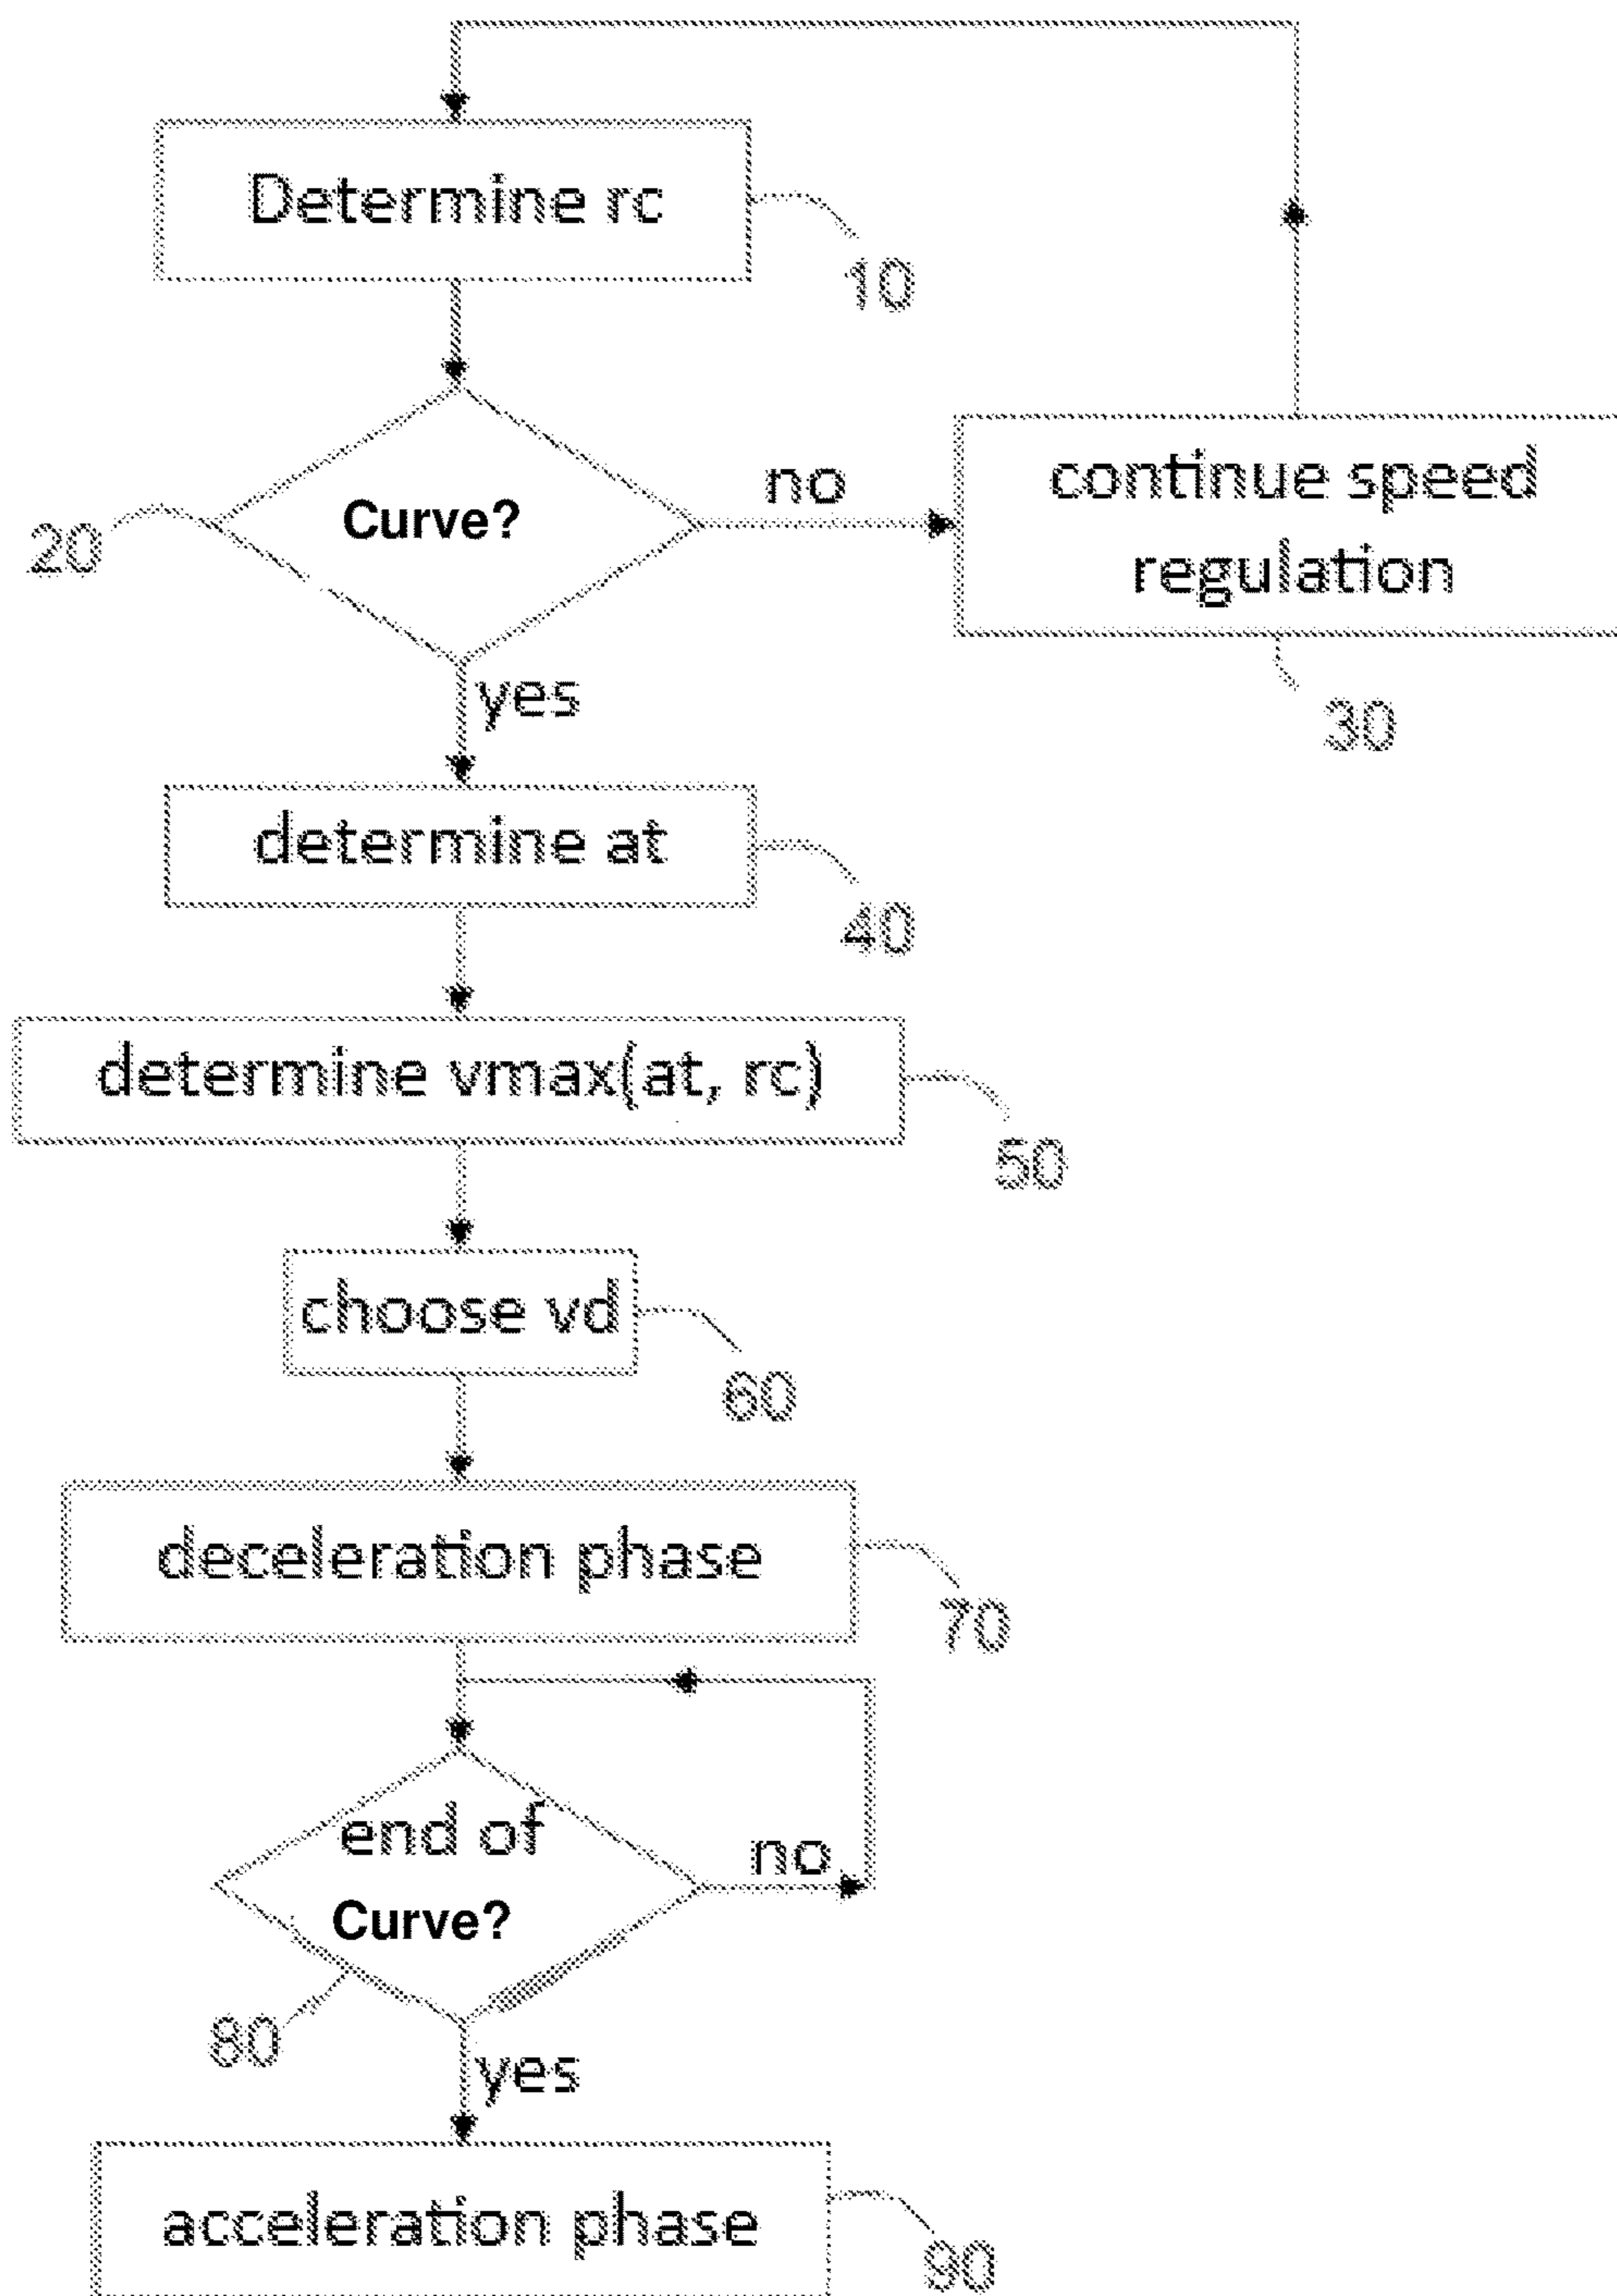 Determine rc
10
Curve?
no
continue speed
regulation
20
30
yes
determine at
40
determine vmax(at, rc)
50
choose vd
60
deceleration phase
70
end of
Curve?
no
80
yes
acceleration phase
90